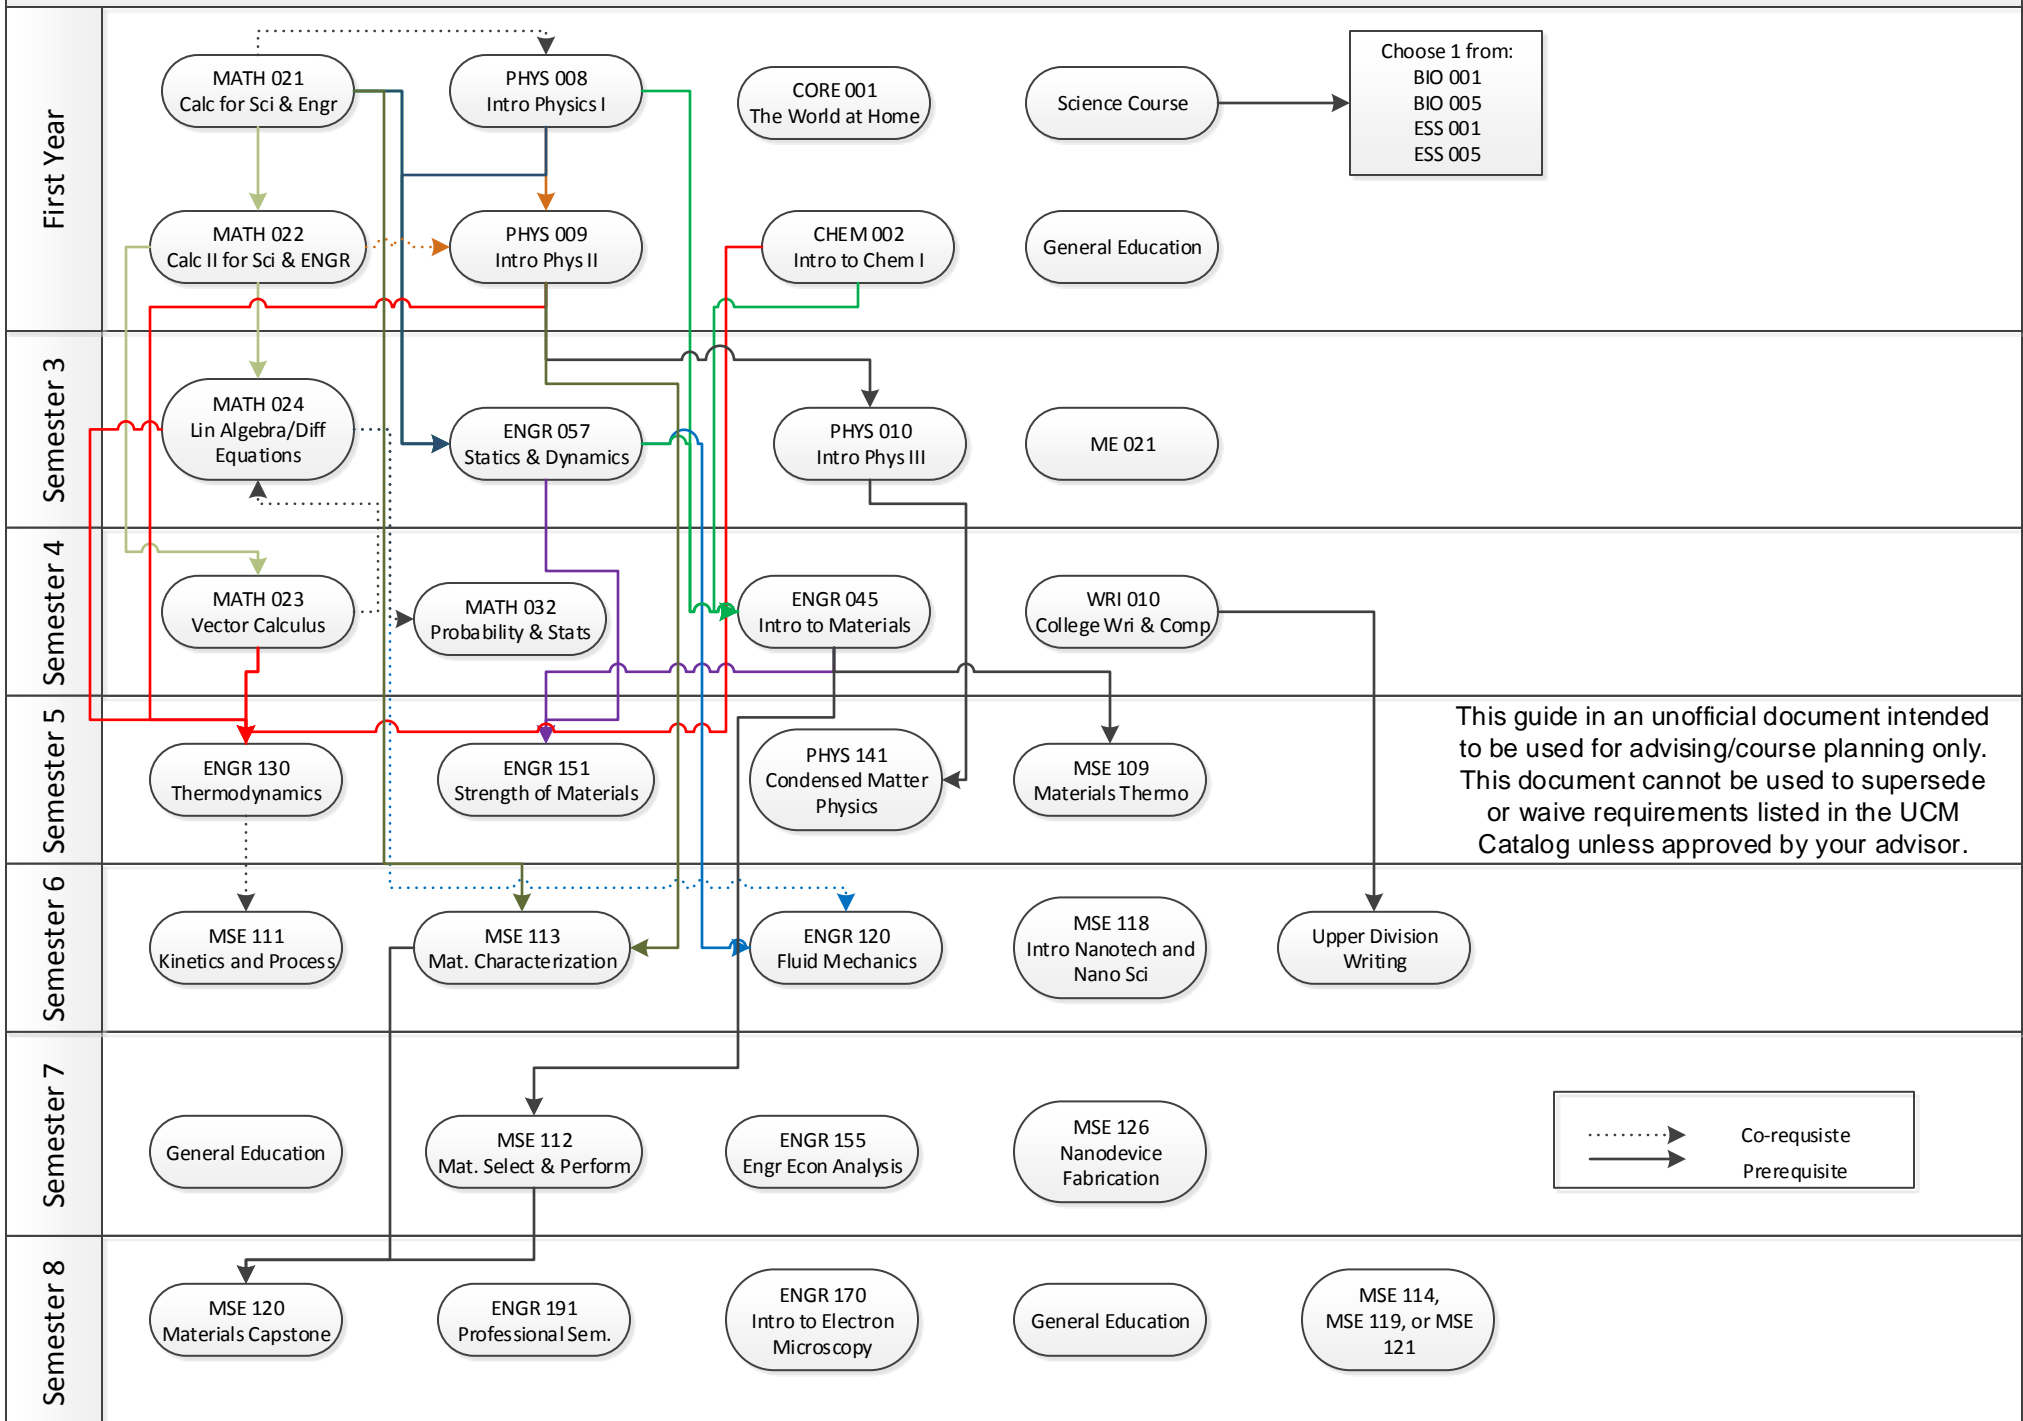 First Year
MATH 021
Calc for Sci & Engr
PHYS 008
Intro Physics I
CORE 001
The World at Home
Science Course
Choose 1 from:
BIO 001
BIO 005
ESS 001
ESS 005
MATH 022
Calc II for Sci & ENGR
PHYS 009
Intro Phys II
CHEM 002
Intro to Chem I
General Education
Semester 3
MATH 024
Lin Algebra/Diff
Equations
ENGR 057
Statics & Dynamics
PHYS 010
Intro Phys III
ME 021
Semester 4
MATH 023
Vector Calculus
MATH 032
Probability & Stats
ENGR 045
Intro to Materials
WRI 010
College Wri & Comp
Semester 5
ENGR 130
Thermodynamics
ENGR 151
Strength of Materials
PHYS 141
Condensed Matter
Physics
MSE 109
Materials Thermo
This guide in an unofficial document intended
to be used for advising/course planning only.
This document cannot be used to supersede
or waive requirements listed in the UCM
Catalog unless approved by your advisor.
Semester 6
MSE 111
Kinetics and Process
MSE 113
Mat. Characterization
ENGR 120
Fluid Mechanics
MSE 118
Intro Nanotech and
Nano Sci
Upper Division
Writing
Semester 7
General Education
MSE 112
Mat. Select & Perform
ENGR 155
Engr Econ Analysis
MSE 126
Nanodevice
Fabrication
Co-requsiste
Prerequisite
Semester 8
MSE 120
Materials Capstone
ENGR 191
Professional Sem.
ENGR 170
Intro to Electron
Microscopy
General Education
MSE 114,
MSE 119, or MSE
121